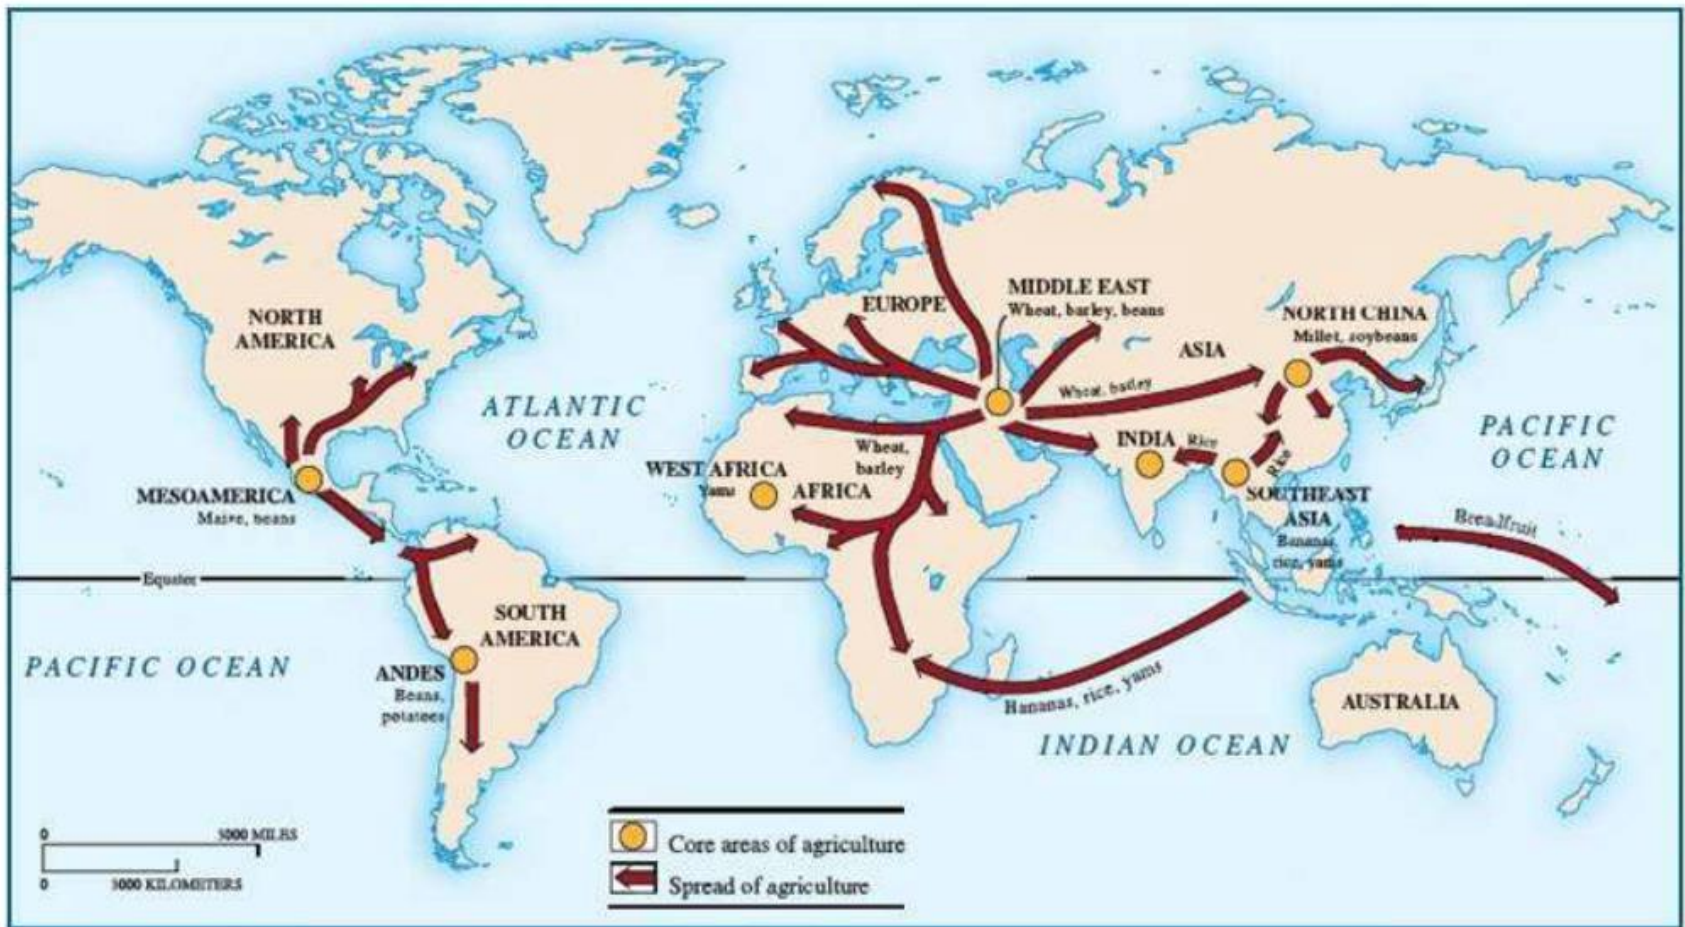 NORTH
AMERICA
MESOAMERICA
Maize, beans
Equator
PACIFIC OCEAN
SOUTH
AMERICA
ANDES
Beans,
potatoes
ATLANTIC
OCEAN
EUROPE
MIDDLE EAST
Wheat, barley, beans
NORTH CHINA
Millet, soybeans
ASIA
Wheat, barley
PACIFIC
OCEAN
WEST AFRICA
Yams
AFRICA
Wheat,
barley
INDIA
Rice
Rice
SOUTHEAST
ASIA
Bananas,
rice, yams
Breadfruit
Bananas, rice, yams
AUSTRALIA
INDIAN OCEAN
0 3000 MILES
0 3000 KILOMETERS
Core areas of agriculture
Spread of agriculture